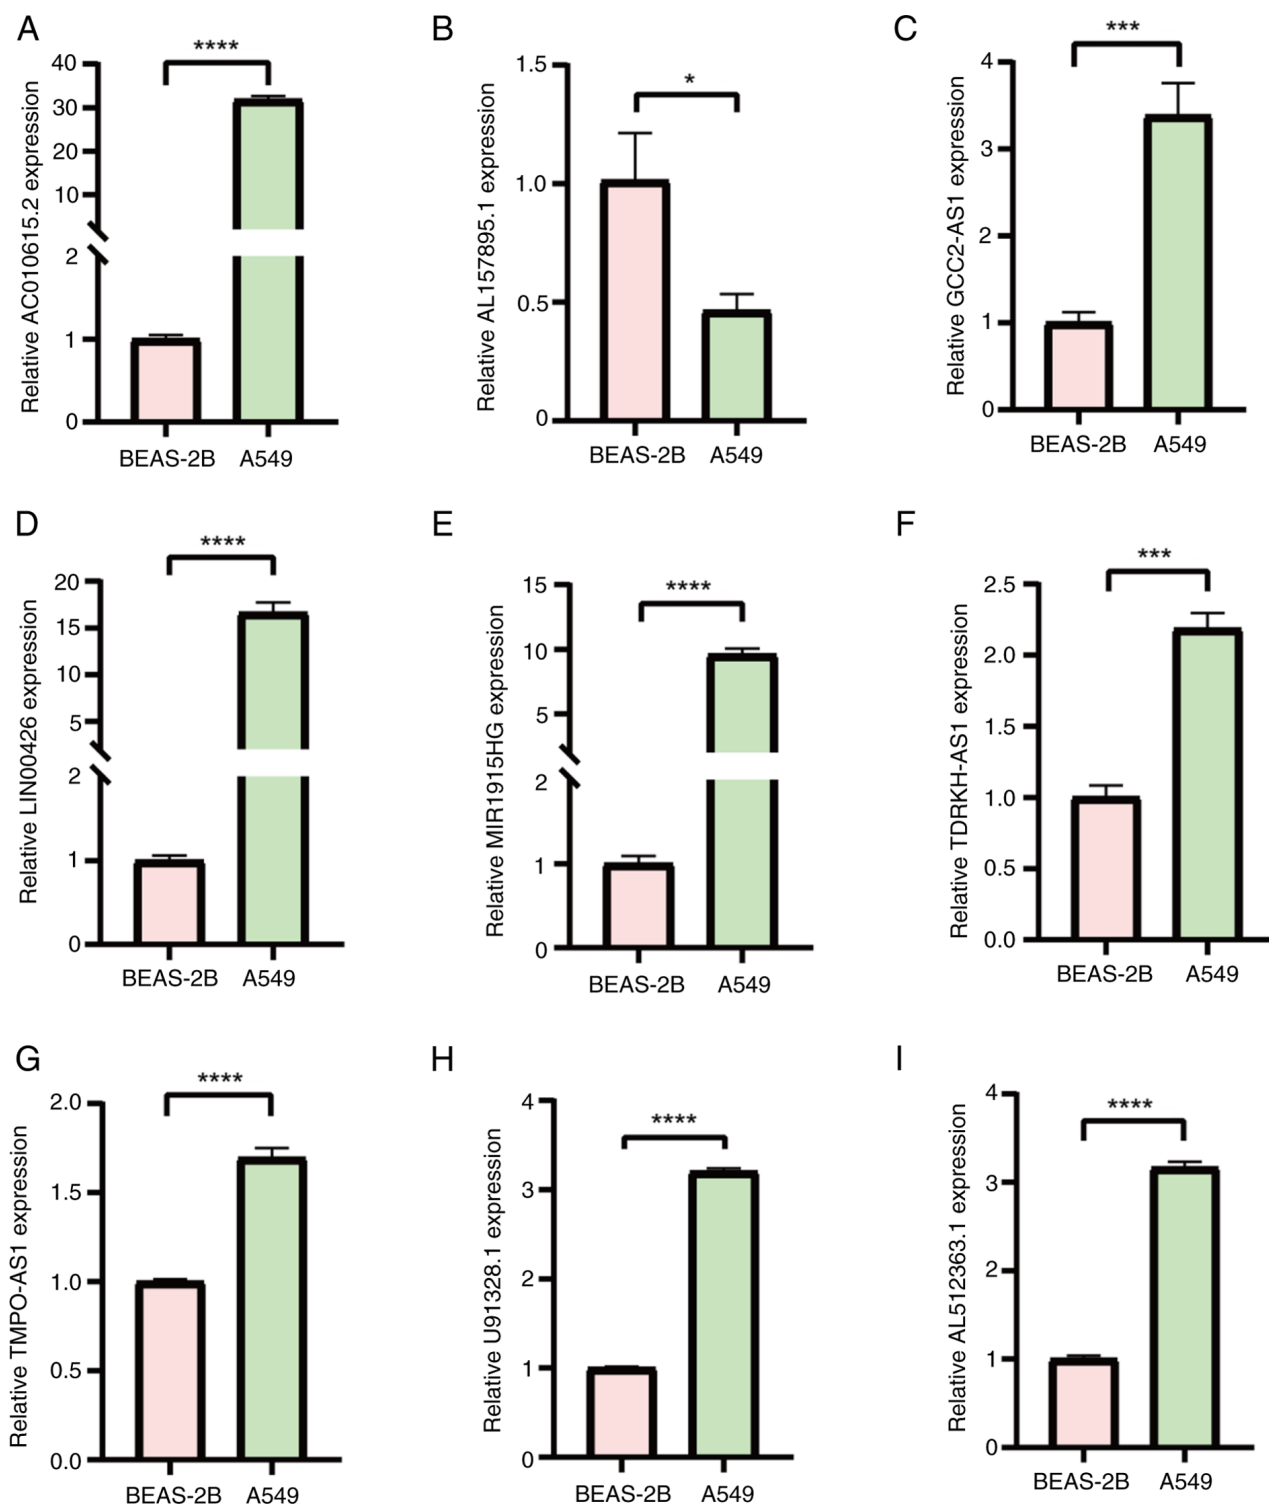 A
****
40
30
20
10
2
1
0
Relative AC010615.2 expression
BEAS-2B A549
B
*
1.5
1.0
0.5
0
Relative AL157895.1 expression
BEAS-2B A549
C
***
4
3
2
1
0
Relative GCC2-AS1 expression
BEAS-2B A549
D
****
20
15
10
5
2
1
0
Relative LIN00426 expression
BEAS-2B A549
E
****
15
10
5
2
1
0
Relative MIR1915HG expression
BEAS-2B A549
F
***
2.5
2.0
1.5
1.0
0.5
0.0
Relative TDRKH-AS1 expression
BEAS-2B A549
G
****
2.0
1.5
1.0
0.5
0.0
Relative TMPO-AS1 expression
BEAS-2B A549
H
****
4
3
2
1
0
Relative U91328.1 expression
BEAS-2B A549
I
****
4
3
2
1
0
Relative AL512363.1 expression
BEAS-2B A549